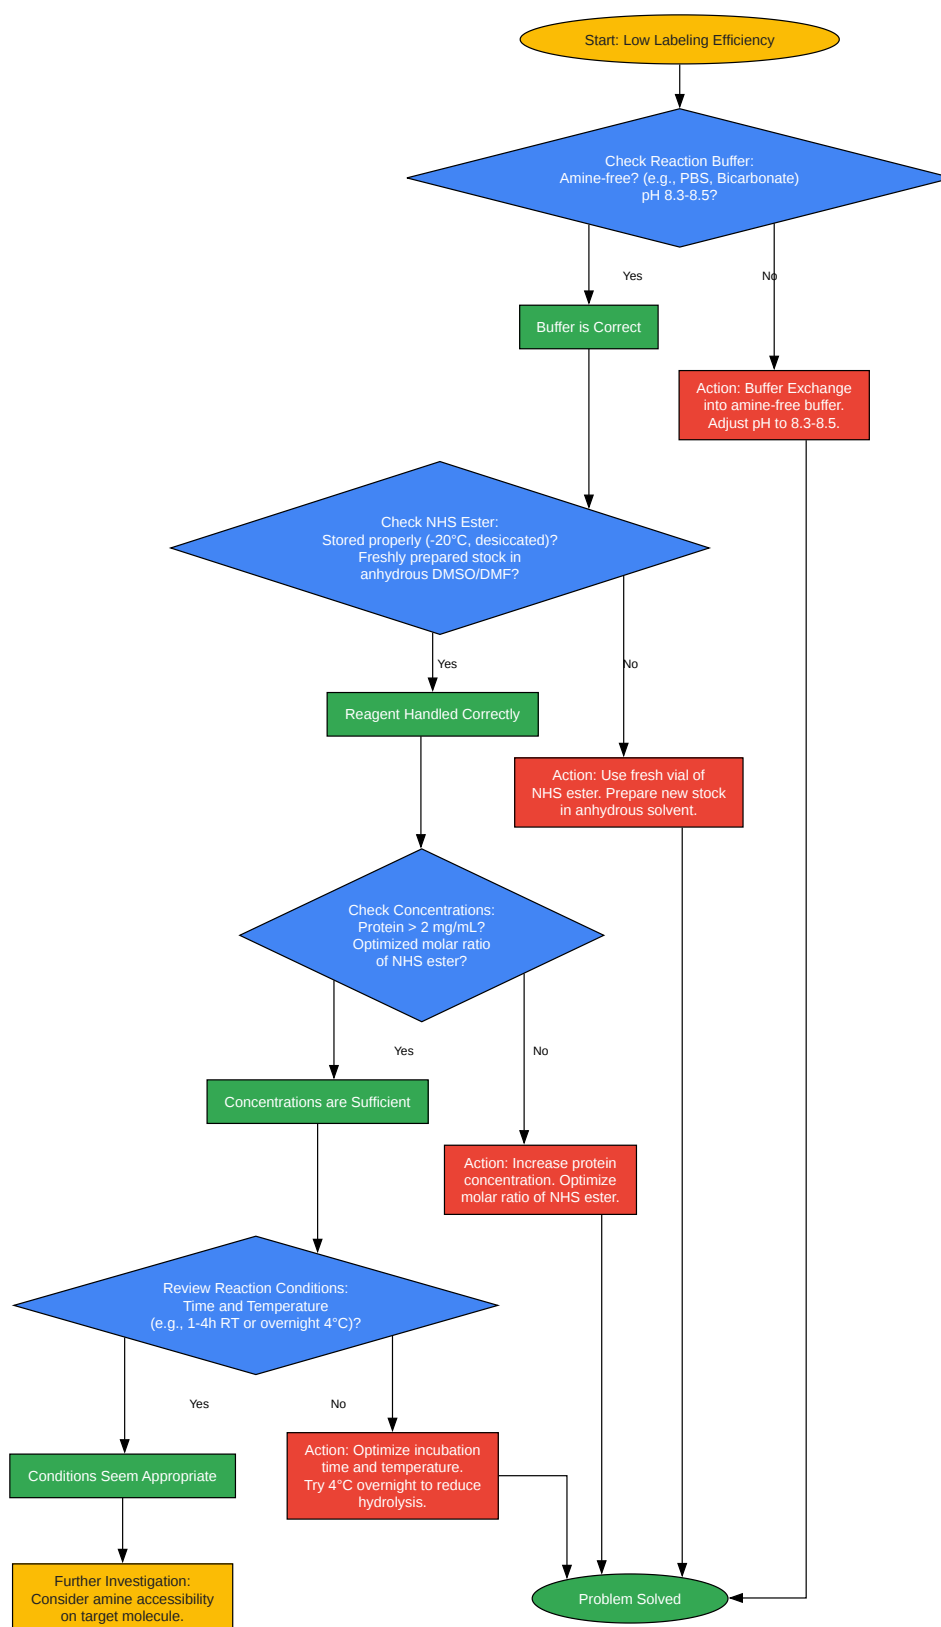 Start: Low Labeling Efficiency
Check Reaction Buffer:
Amine-free? (e.g., PBS, Bicarbonate)
pH 8.3-8.5?
Yes
No
Buffer is Correct
Action: Buffer Exchange
into amine-free buffer.
Adjust pH to 8.3-8.5.
Check NHS Ester:
Stored properly (-20°C, desiccated)?
Freshly prepared stock in
anhydrous DMSO/DMF?
Yes
No
Reagent Handled Correctly
Action: Use fresh vial of
NHS ester. Prepare new stock
in anhydrous solvent.
Check Concentrations:
Protein > 2 mg/mL?
Optimized molar ratio
of NHS ester?
Yes
No
Concentrations are Sufficient
Action: Increase protein
concentration. Optimize
molar ratio of NHS ester.
Review Reaction Conditions:
Time and Temperature
(e.g., 1-4h RT or overnight 4°C)?
Yes
No
Conditions Seem Appropriate
Action: Optimize incubation
time and temperature.
Try 4°C overnight to reduce
hydrolysis.
Further Investigation:
Consider amine accessibility
on target molecule.
Problem Solved